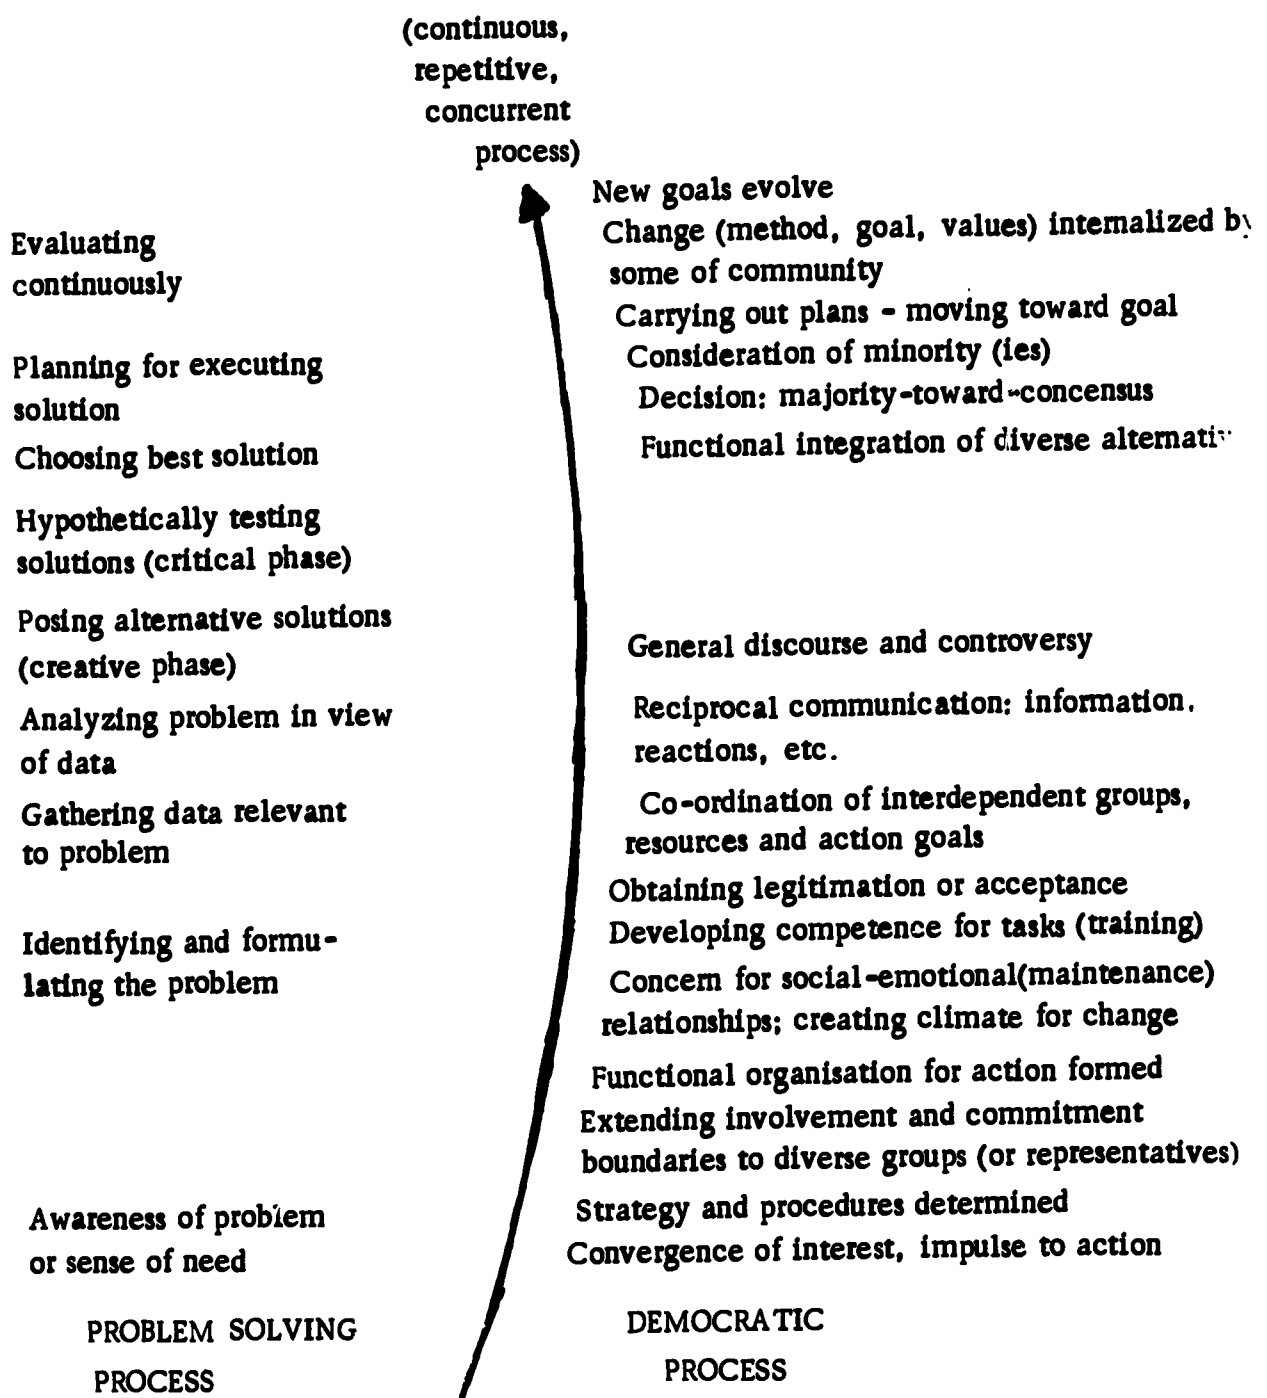 (continuous,
repetitive,
concurrent
process)
Evaluating
continuously
Planning for executing
solution
Choosing best solution
Hypothetically testing
solutions (critical phase)
Posing alternative solutions
(creative phase)
Analyzing problem in view
of data
Gathering data relevant
to problem
Identifying and formu-
lating the problem
Awareness of problem
or sense of need
PROBLEM SOLVING
PROCESS
New goals evolve
Change (method, goal, values) internalized by
some of community
Carrying out plans - moving toward goal
Consideration of minority (ies)
Decision: majority-toward-concensus
Functional integration of diverse
General discourse and controversy
Reciprocal communication: information,
reactions, etc.
Co-ordination of interdependent groups,
resources and action goals
Obtaining legitimation or acceptance
Developing competence for tasks (training)
Concern for social-emotional(maintenance)
relationships; creating climate for change
Functional organisation for action formed
Extending involvement and commitment
boundaries to diverse groups (or representatives)
Strategy and procedures determined
Convergence of interest, impulse to action
DEMOCRATIC
PROCESS